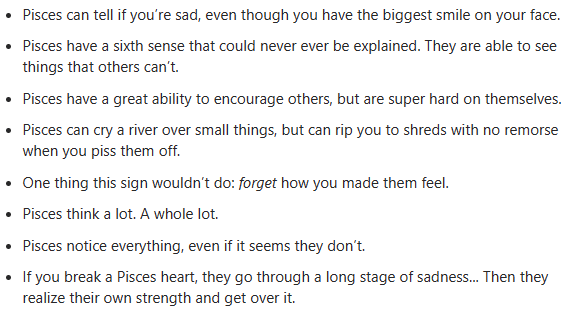 • Pisces can tell if you're sad, even though you have the biggest smile on your face.
• Pisces have a sixth sense that could never ever be explained. They are able to see
things that others can't.
• Pisces have a great ability to encourage others, but are super hard on themselves.
• Pisces can cry a river over small things, but can rip you to shreds with no remorse
when you piss them off.
• One thing this sign wouldn't do: forget how you made them feel.
• Pisces think a lot. A whole lot.
• Pisces notice everything, even if it seems they don't.
• If you break a Pisces heart, they go through a long stage of sadness... Then they
realize their own strength and get over it.